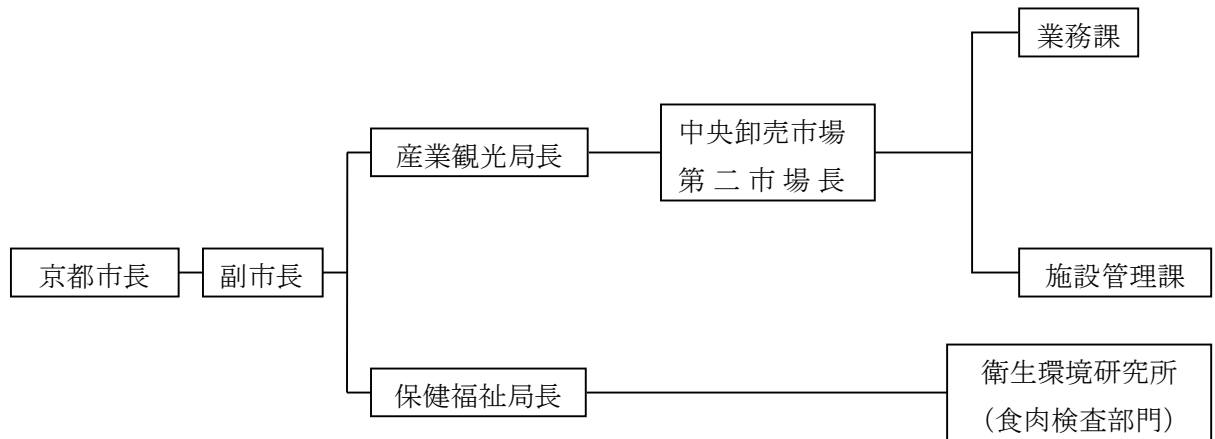 業務課
産業観光局長
中央卸売市場
第二市場長
京都市長
副市長
施設管理課
保健福祉局長
衛生環境研究所
（食肉検査部門）